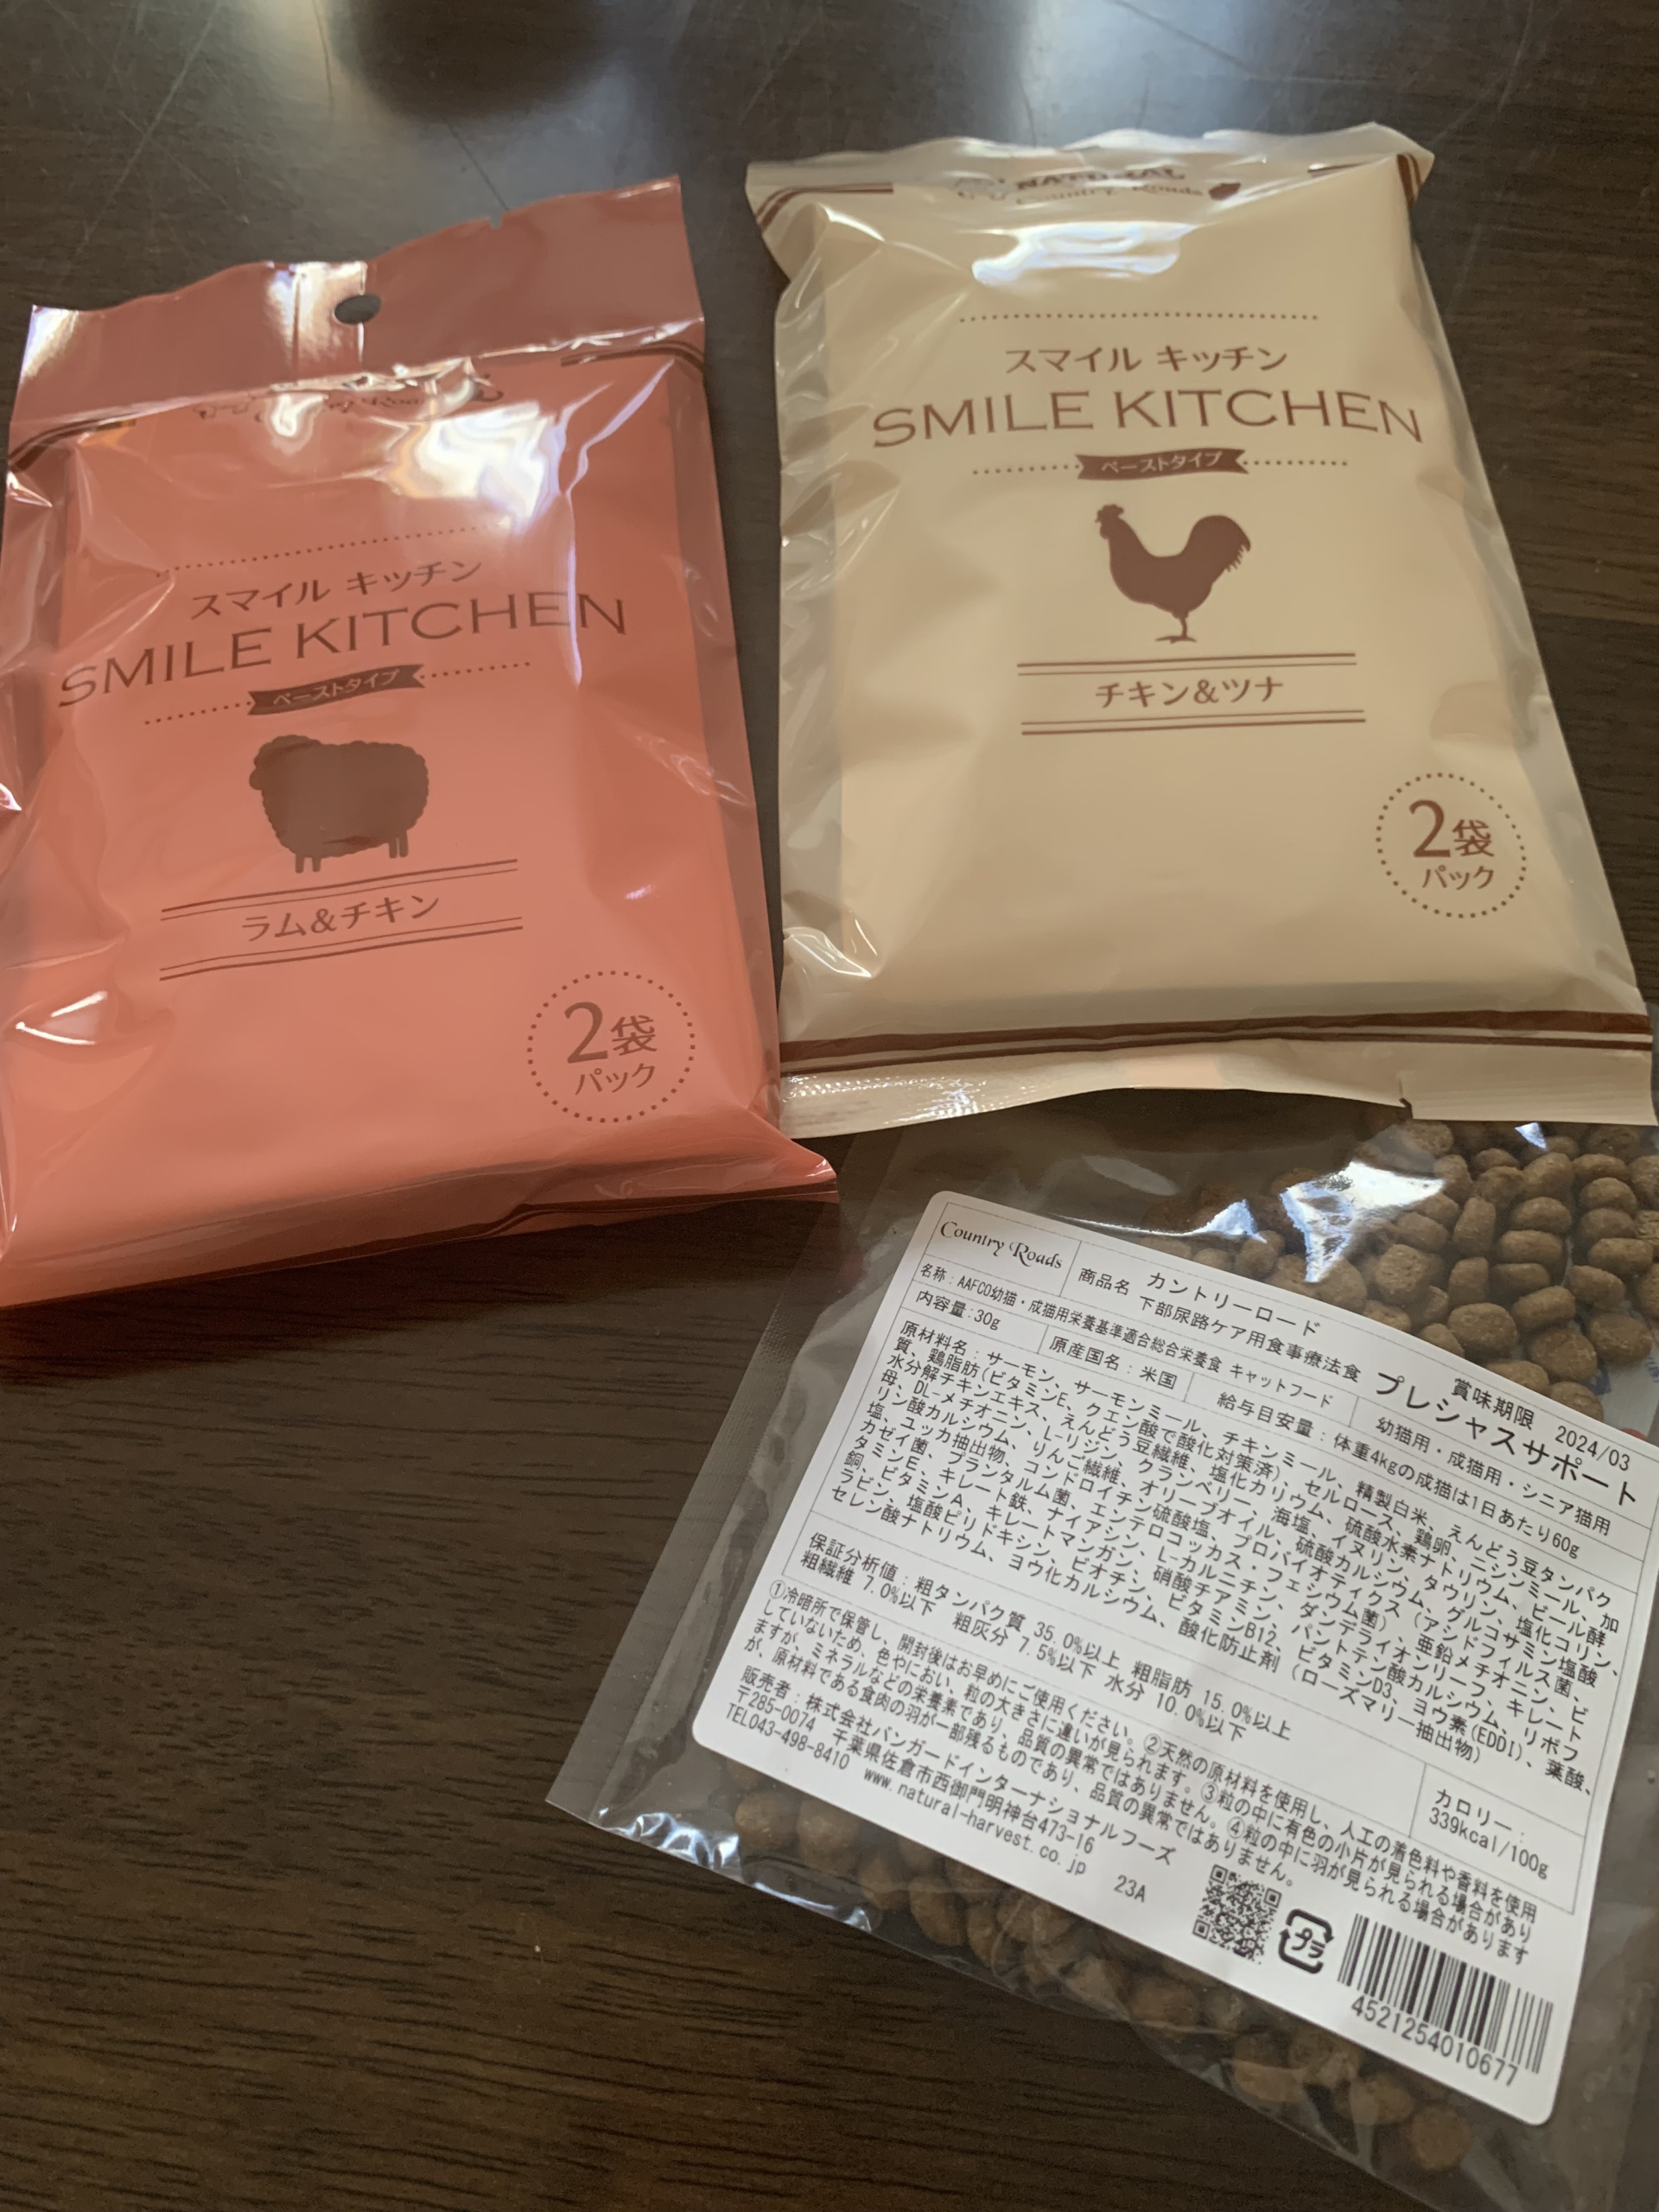 スマイル キッチン
SMILE KITCHEN
ペーストタイプ
ラム&チキン
2袋
パック
NATURAL
Country Roads
スマイル キッチン
SMILE KITCHEN
ペーストタイプ
チキン&ツナ
2袋
パック
Country Roads
賞味期限 2024/03
商品名 カントリーロード
下部尿路ケア用食事療法食 プレシャスサポート
名称:AAFCO幼猫・成猫用栄養基準適合総合栄養食 キャットフード 幼猫用・成猫用・シニア猫用
内容量:30g 原産国名:米国 給与目安量:体重4kgの成猫は1日あたり60g
原材料名:サーモン、サーモンミール、チキンミール、精製白米、えんどう豆タンパク
質、鶏脂肪(ビタミンE、クエン酸で酸化対策済)、セルロース、鶏卵、ニシンミール、加
水分解チキンエキス、えんどう豆繊維、塩化カリウム、硫酸水素ナトリウム、ビール酵
母、DL-メチオニン、L-リジン、クランベリー、海塩、イヌリン、タウリン、塩化コリン、
リン酸カルシウム、りんご繊維、オリーブオイル、硫酸カルシウム、グルコサミン塩酸
塩、ユッカ抽出物、コンドロイチン硫酸塩、プロバイオティクス(アシドフィルス菌、
カゼイ菌、プランタルム菌、エンテロコッカス・フェシウム菌)、亜鉛メチオニン、ビ
タミンE、キレート鉄、ナイアシン、L-カルニチン、ダンデライオンリーフ、キレート
銅、ビタミンA、キレートマンガン、硝酸チアミン、パントテン酸カルシウム、リボフ
ラビン、塩酸ピリドキシン、ビオチン、ビタミンB12、ビタミンD3、ヨウ素(EDDI)、葉酸、
セレン酸ナトリウム、ヨウ化カルシウム、酸化防止剤(ローズマリー抽出物)
保証分析値:粗タンパク質 35.0%以上 粗脂肪 15.0%以上
粗繊維 7.0%以下 粗灰分 7.5%以下 水分 10.0%以下
カロリー:
339kcal/100g
①冷暗所で保管し、開封後はお早めにご使用ください。②天然の原材料を使用し、人工の着色料や香料を使用
していないため、色やにおい、粒の大きさに違いが見られます。③粒の中に有色の小片が見られる場合があり
ますが、ミネラルなどの栄養素であり、品質の異常ではありません。④粒の中に羽が見られる場合があります
が、原材料である食肉の羽が一部残るものであり、品質の異常ではありません。
販売者:株式会社バンガードインターナショナルフーズ
〒285-0074 千葉県佐倉市西御門明神台473-16
TEL043-498-8410 www.natural-harvest.co.jp 23A
プラ
4521254010677